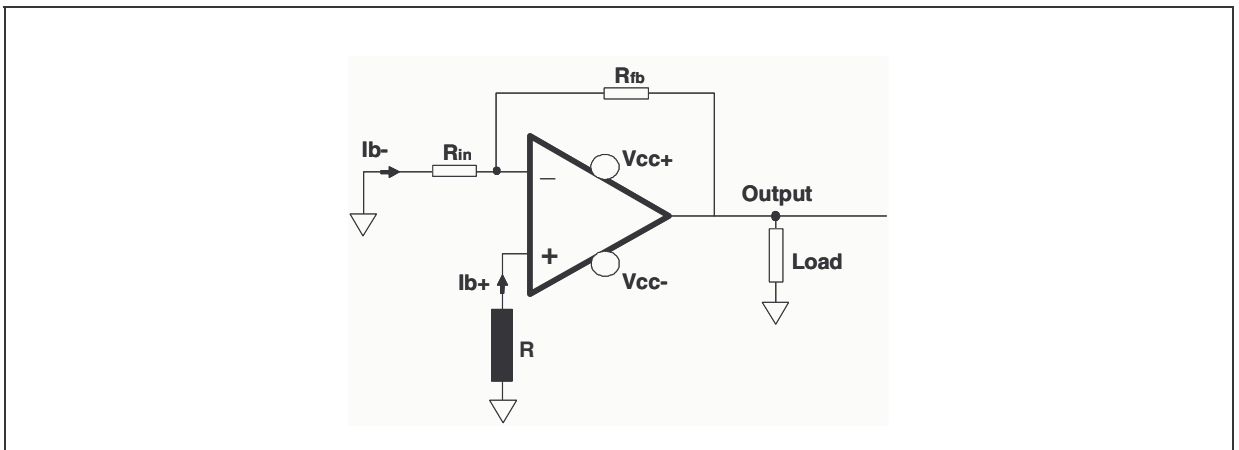 Rfb
Ib-
Rin
Vcc+
–
Output
+
Load
Ib+
Vcc-
R